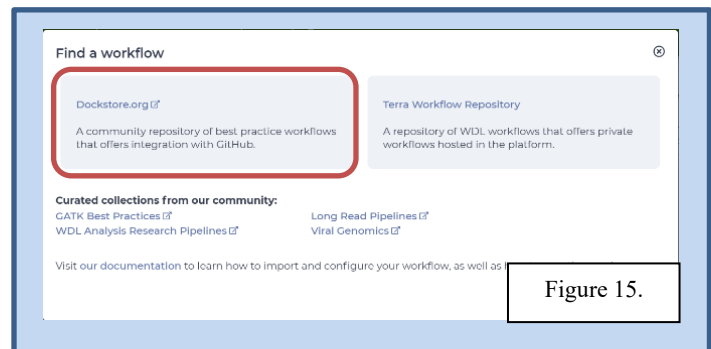 Find a workflow
Dockstore.org
Terra Workflow Repository
A community repository of best practice workflows
that offers integration with GitHub.
A repository of WDL workflows that offers private
workflows hosted in the platform.
Curated collections from our community:
GATK Best Practices
Long Read Pipelines
WDL Analysis Research Pipelines
Viral Genomics
Visit our documentation to learn how to import and configure your workflow, as well as
Figure 15.